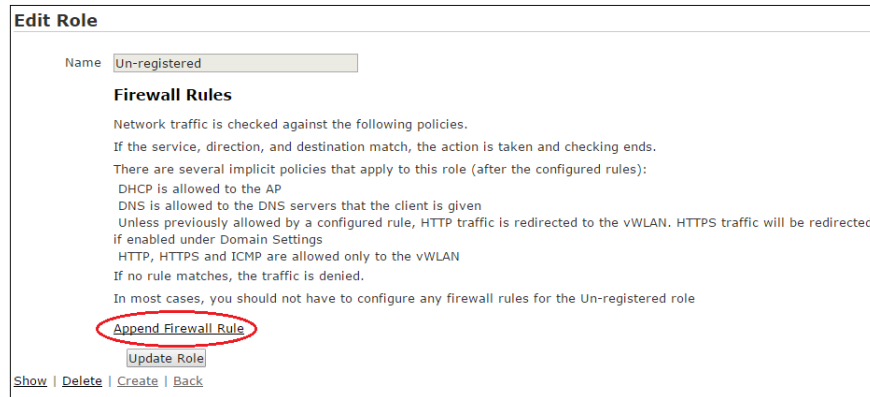 Edit Role
Name Un-registered
Firewall Rules
Network traffic is checked against the following policies.
If the service, direction, and destination match, the action is taken and checking ends.
There are several implicit policies that apply to this role (after the configured rules):
DHCP is allowed to the AP
DNS is allowed to the DNS servers that the client is given
Unless previously allowed by a configured rule, HTTP traffic is redirected to the vWLAN. HTTPS traffic will be redirected
if enabled under Domain Settings
HTTP, HTTPS and ICMP are allowed only to the vWLAN
If no rule matches, the traffic is denied.
In most cases, you should not have to configure any firewall rules for the Un-registered role
Append Firewall Rule
Update Role
Show | Delete | Create | Back